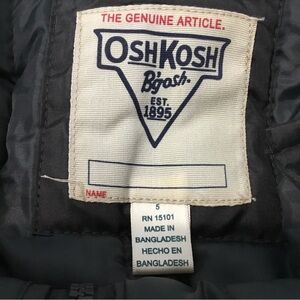 THE GENUINE ARTICLE.
OSHKOSH
B'gosh.
EST.
1895
NAME
5
RN 15101
MADE IN
BANGLADESH
HECHO EN
BANGLADESH